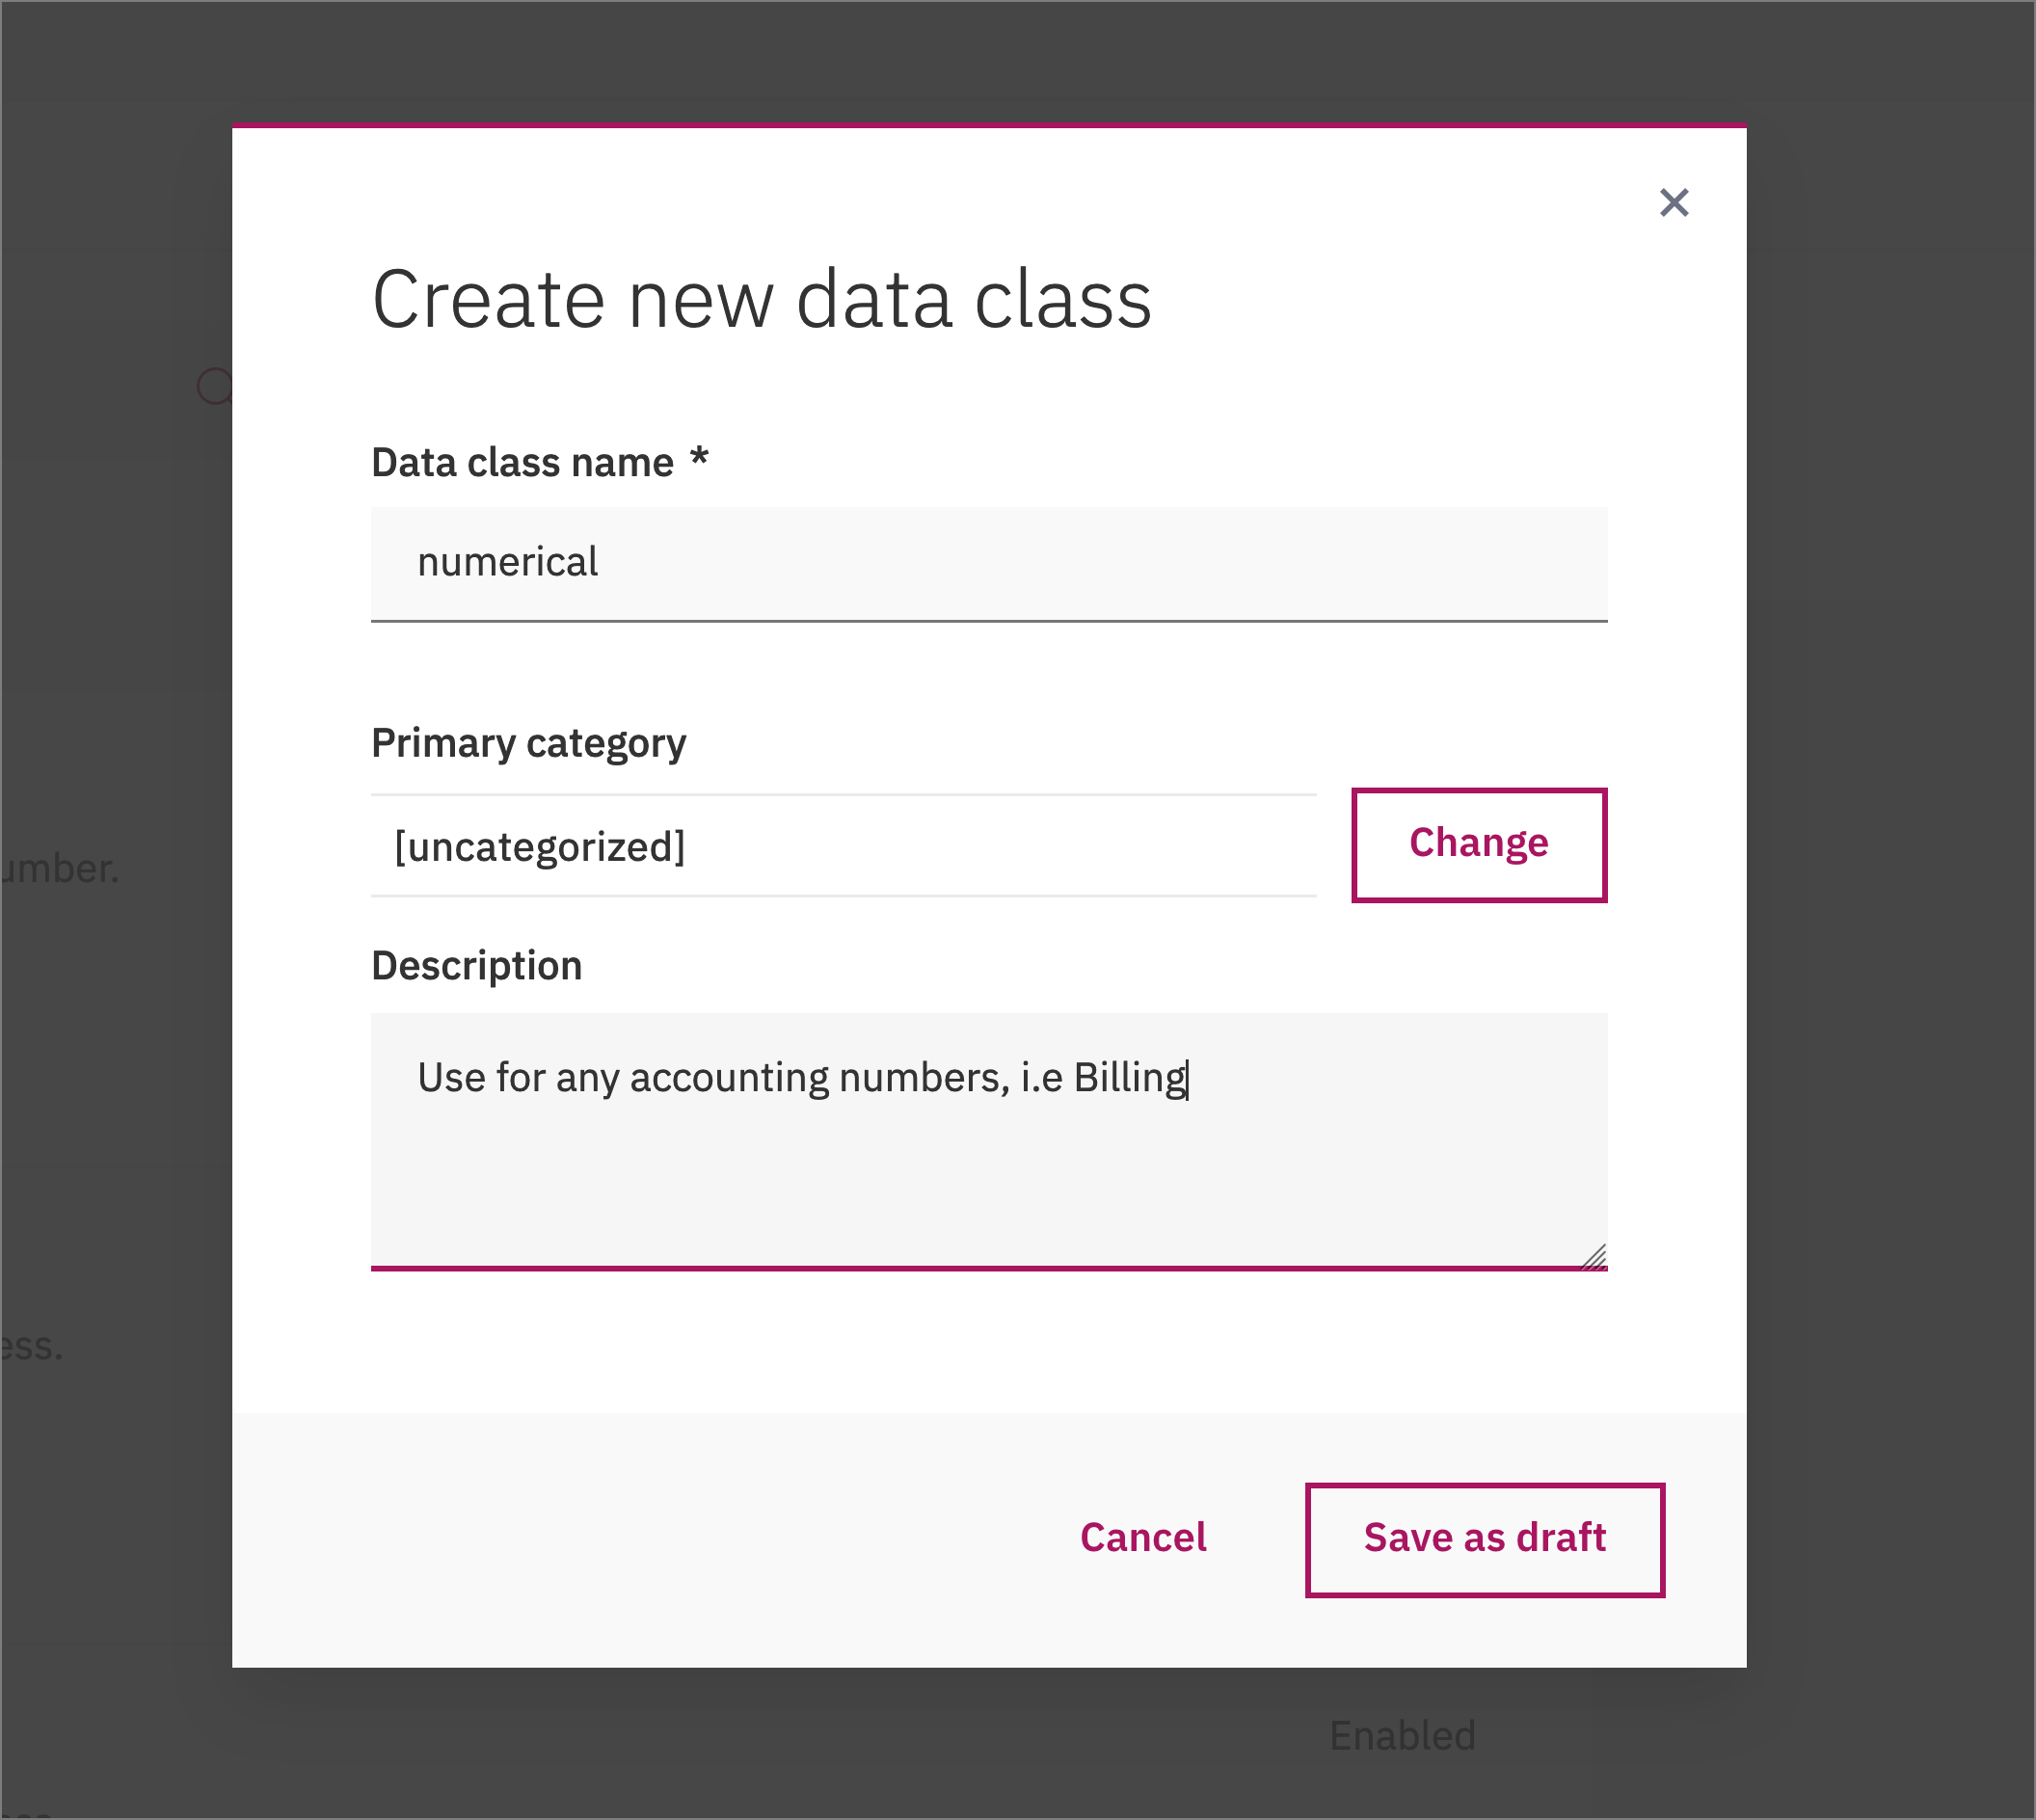 Create new data class
Data class name *
numerical
Primary category
[uncategorized]
Change
umber.
Description
Use for any accounting numbers, i.e Billing
ess.
Cancel
Save as draft
Enabled